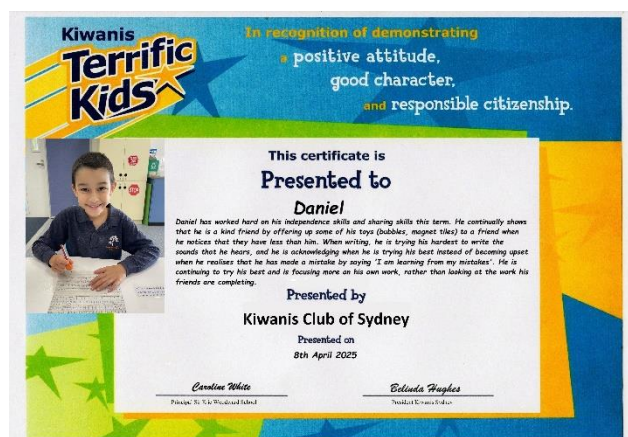 Kiwanis
Terrific
Kids
In recognition of demonstrating
a positive attitude,
good character,
and responsible citizenship.
This certificate is
Presented to
Daniel
Daniel has worked hard on his independence skills and sharing skills this term. He continually shows
that he is a kind friend by offering up some of his toys (bubbles, magnet tiles) to a friend when
he notices that they have less than him. When writing, he is trying his hardest to write the
sounds that he hears, and he is acknowledging when he is trying his best instead of becoming upset
when he realises that he has made a mistake by saying 'I am learning from my mistakes'. He is
continuing to try his best and is focusing more on his own work, rather than looking at the work his
friends are completing.
Presented by
Kiwanis Club of Sydney
Presented on
8th April 2025
Caroline White
Belinda Hughes
Principal Sir Eric Woodward School
President Kiwanis Sydney